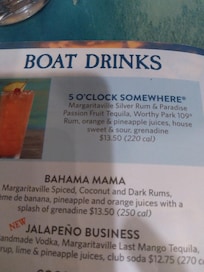 BOAT DRINKS
5 O'CLOCK SOMEWHERE®
Margaritaville Silver Rum & Paradise
Passion Fruit Tequila, Worthy Park 109®
Rum, orange & pineapple juices, house
sweet & sour, grenadine
$13.50 (220 cal)
BAHAMA MAMA
Margaritaville Spiced, Coconut and Dark Rums,
me de banane, pineapple and orange juices with a
splash of grenadine $13.50 (250 cal)
NEW
JALAPEÑO BUSINESS
andmade Vodka, Margaritaville Last Mango Tequila,
rup, lime & pineapple juices, club soda $12.75 (270 c